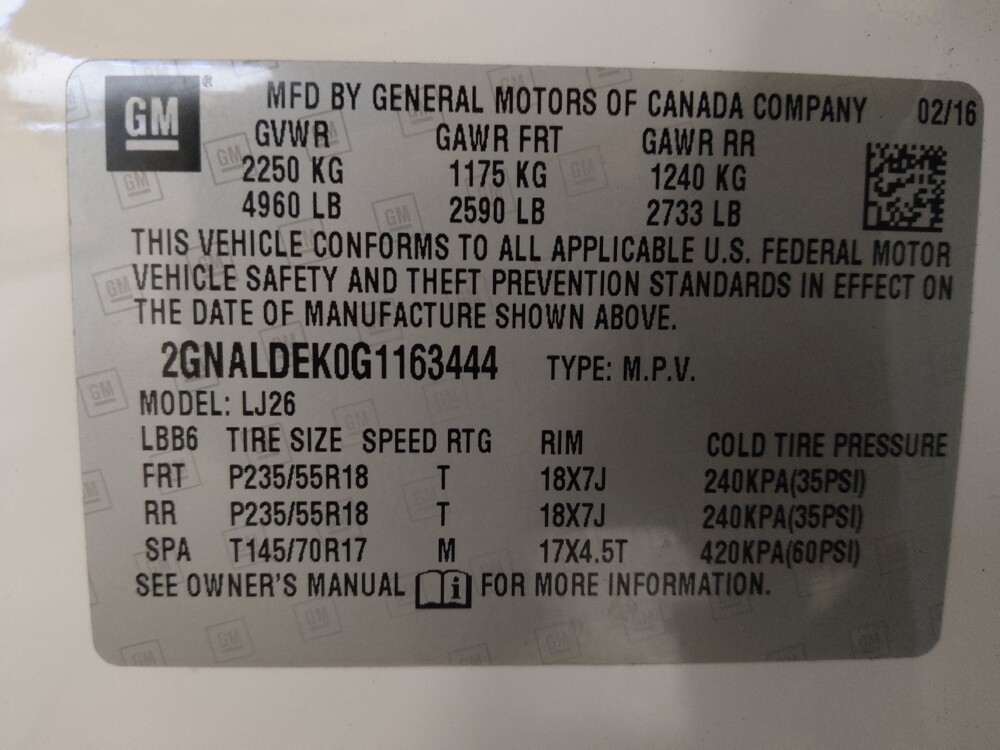 GM
MFD BY GENERAL MOTORS OF CANADA COMPANY 02/16
GVWR GAWR FRT GAWR RR
2250 KG 1175 KG 1240 KG
4960 LB 2590 LB 2733 LB
THIS VEHICLE CONFORMS TO ALL APPLICABLE U.S. FEDERAL MOTOR
VEHICLE SAFETY AND THEFT PREVENTION STANDARDS IN EFFECT ON
THE DATE OF MANUFACTURE SHOWN ABOVE.
2GNALDEK0G1163444 TYPE: M.P.V.
MODEL: LJ26
LBB6 TIRE SIZE SPEED RTG RIM COLD TIRE PRESSURE
FRT P235/55R18 T 18X7J 240KPA(35PSI)
RR P235/55R18 T 18X7J 240KPA(35PSI)
SPA T145/70R17 M 17X4.5T 420KPA(60PSI)
SEE OWNER'S MANUAL i FOR MORE INFORMATION.